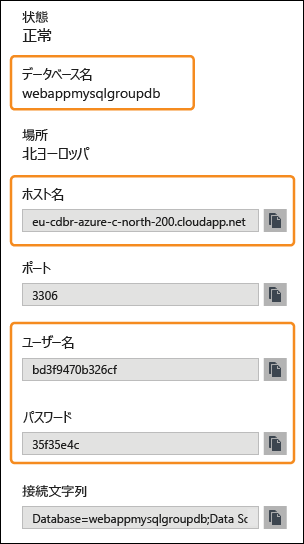 状態
正常
データベース名
webappmysqlgroupdb
場所
北ヨーロッパ
ホスト名
eu-cdbr-azure-c-north-200.cloudapp.net
ポート
3306
ユーザー名
bd3f9470b326cf
パスワード
35f35e4c
接続文字列
Database=webappmysqlgroupdb;Data Sc